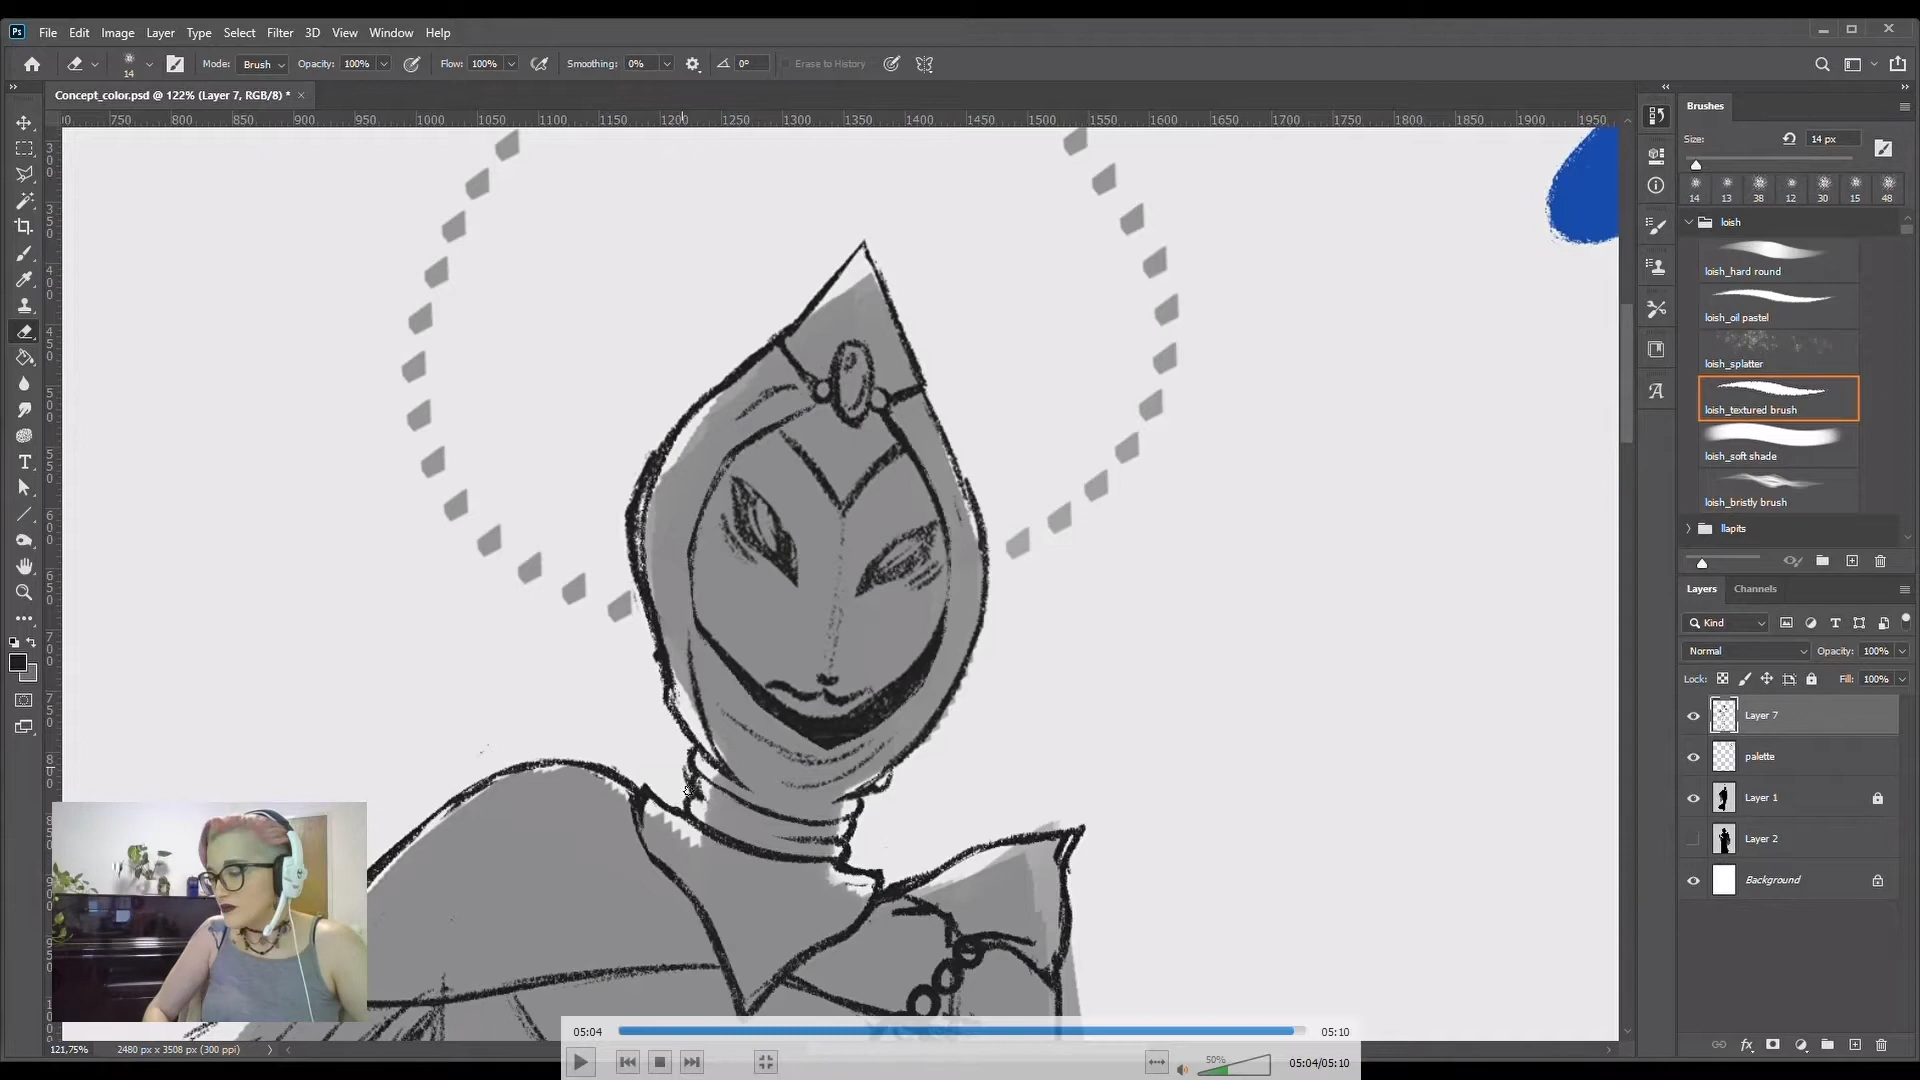 Ps File Edit Image Layer Type Select Filter 3D View Window Help
14 Mode: Brush Opacity: 100% Flow: 100% Smoothing: 0% 0° Erase to History
Concept_color.psd @ 122% (Layer 7, RGB/8) * ×
750 800 850 900 950 1000 1050 1100 1150 1200 1250 1300 1350 1400 1450 1500 1550 1600 1650 1700 1750 1800 1850 1900 1950
Brushes
Size: 14 px
14 13 38 12 30 15 48
loish
loish_hard round
loish_oil pastel
loish_splatter
loish_textured brush
loish_soft shade
loish_bristly brush
llapits
Layers Channels
Kind
Normal Opacity: 100%
Lock: Fill: 100%
Layer 7
palette
Layer 1
Layer 2
Background
121,75% 2480 px x 3508 px (300 ppi)
05:04 05:10
50% 05:04/05:10